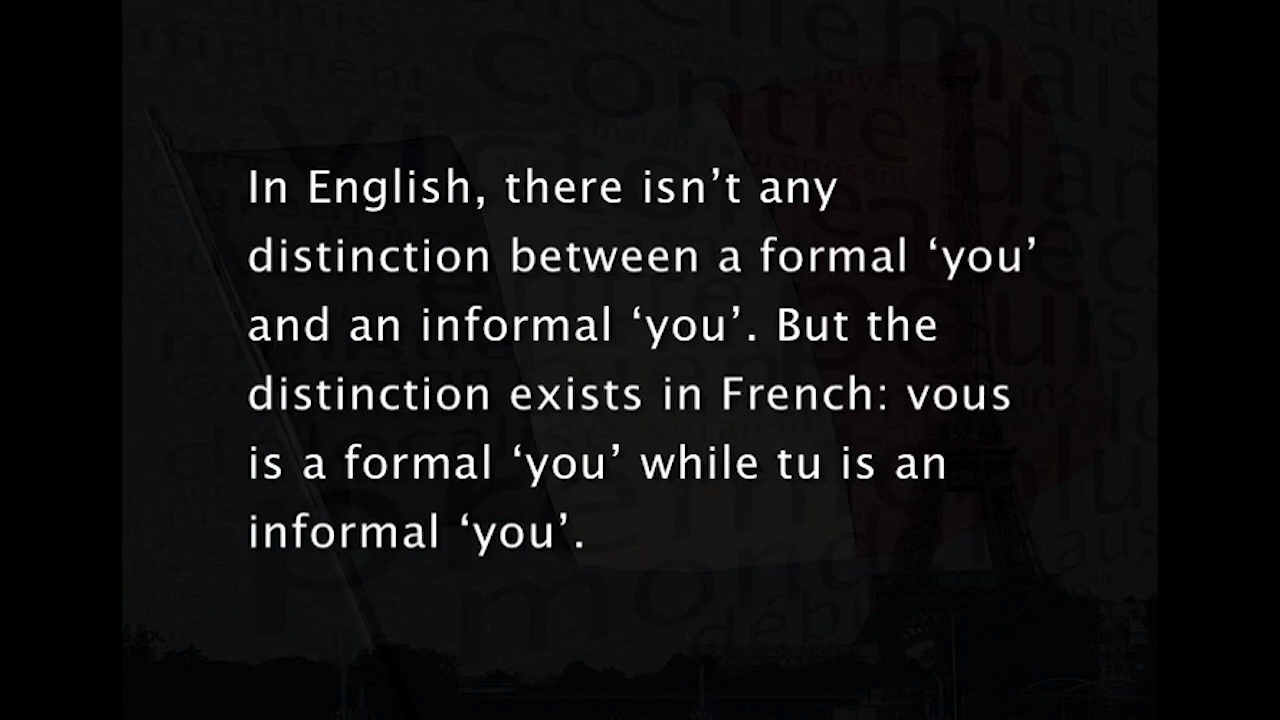 In English, there isn’t any
distinction between a formal ‘you’
and an informal ‘you’. But the
distinction exists in French: vous
is a formal ‘you’ while tu is an
informal ‘you’.